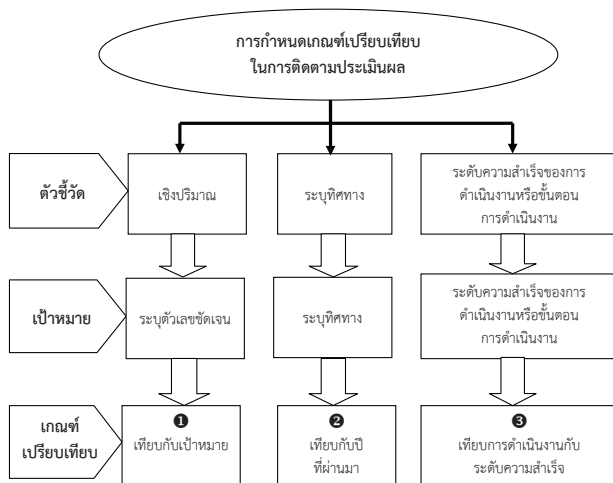 การกำหนดเกณฑ์เปรียบเทียบ
ในการติดตามประเมินผล
ตัวชี้วัด
เชิงปริมาณ
ระบุทิศทาง
ระดับความสำเร็จของการ
ดำเนินงานหรือขั้นตอน
การดำเนินงาน
เป้าหมาย
ระบุตัวเลขชัดเจน
ระบุทิศทาง
ระดับความสำเร็จของการ
ดำเนินงานหรือขั้นตอน
การดำเนินงาน
เกณฑ์
เปรียบเทียบ
❶
เทียบกับเป้าหมาย
❷
เทียบกับปี
ที่ผ่านมา
❸
เทียบการดำเนินงานกับ
ระดับความสำเร็จ